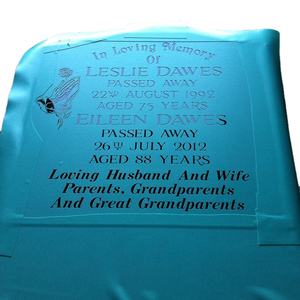 In Loving Memory
Of
LESLIE DAWES
PASSED AWAY
22ND AUGUST 1992
AGED 75 YEARS
EILEEN DAWES
PASSED AWAY
26TH JULY 2012
AGED 88 YEARS
Loving Husband And Wife
Parents, Grandparents
And Great Grandparents